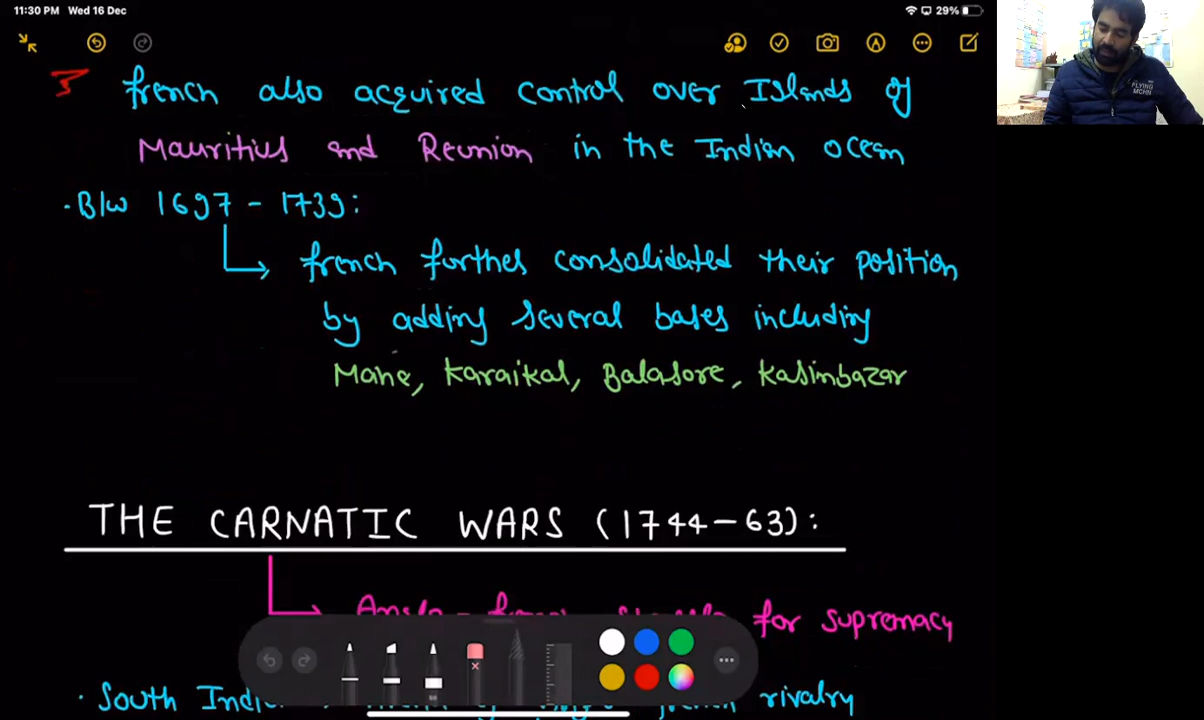 11:30 PM Wed 16 Dec
29%
3 french also acquired control over Islands of
Mauritius and Reunion in the Indian ocean
· B/W 1697 - 1739:
french further consolidated their position
by adding several bases including
Mahe, Karaikal, Balasore, Kasimbazar
THE CARNATIC WARS (1744-63):
for supremacy
· South rivalry
FLYING
MCHN